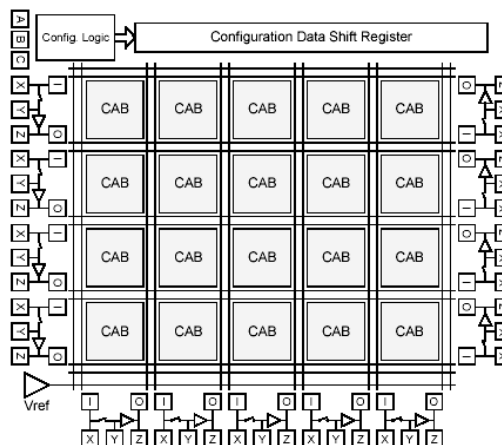 A
Config. Logic
Configuration Data Shift Register
B
C
X I CAB CAB CAB CAB CAB O Z
Y Y
Z O I X
X I CAB CAB CAB CAB CAB O Z
Y Y
Z O I X
X I CAB CAB CAB CAB CAB O Z
Y Y
Z O I X
X I CAB CAB CAB CAB CAB O Z
Y Y
Z O I X
Vref
I O I O I O I O I O
X Y Z X Y Z X Y Z X Y Z X Y Z